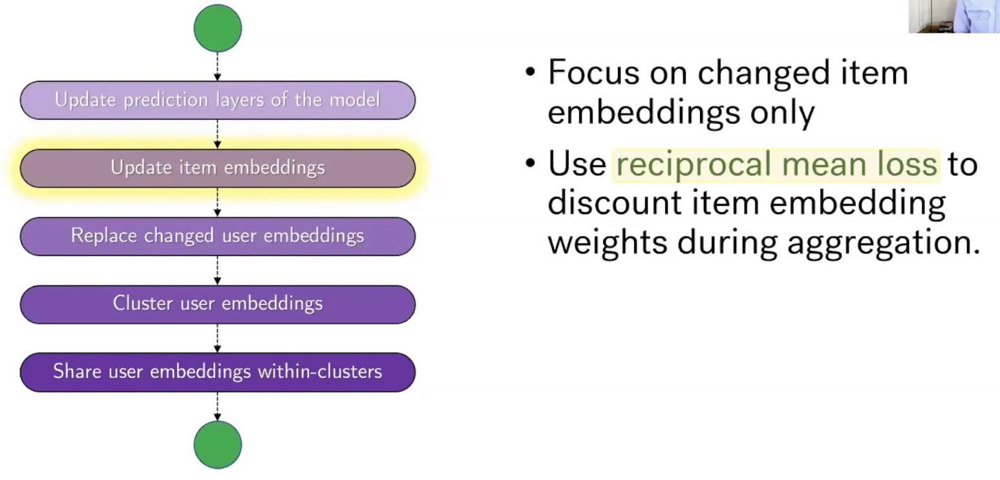 Update prediction layers of the model
Update item embeddings
Replace changed user embeddings
Cluster user embeddings
Share user embeddings within-clusters
• Focus on changed item
embeddings only
• Use reciprocal mean loss to
discount item embedding
weights during aggregation.